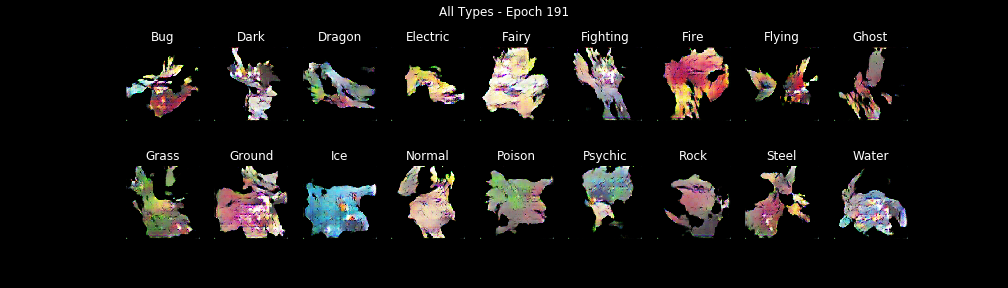 All Types - Epoch 191
Bug Dark Dragon Electric Fairy Fighting Fire Flying Ghost
Grass Ground Ice Normal Poison Psychic Rock Steel Water